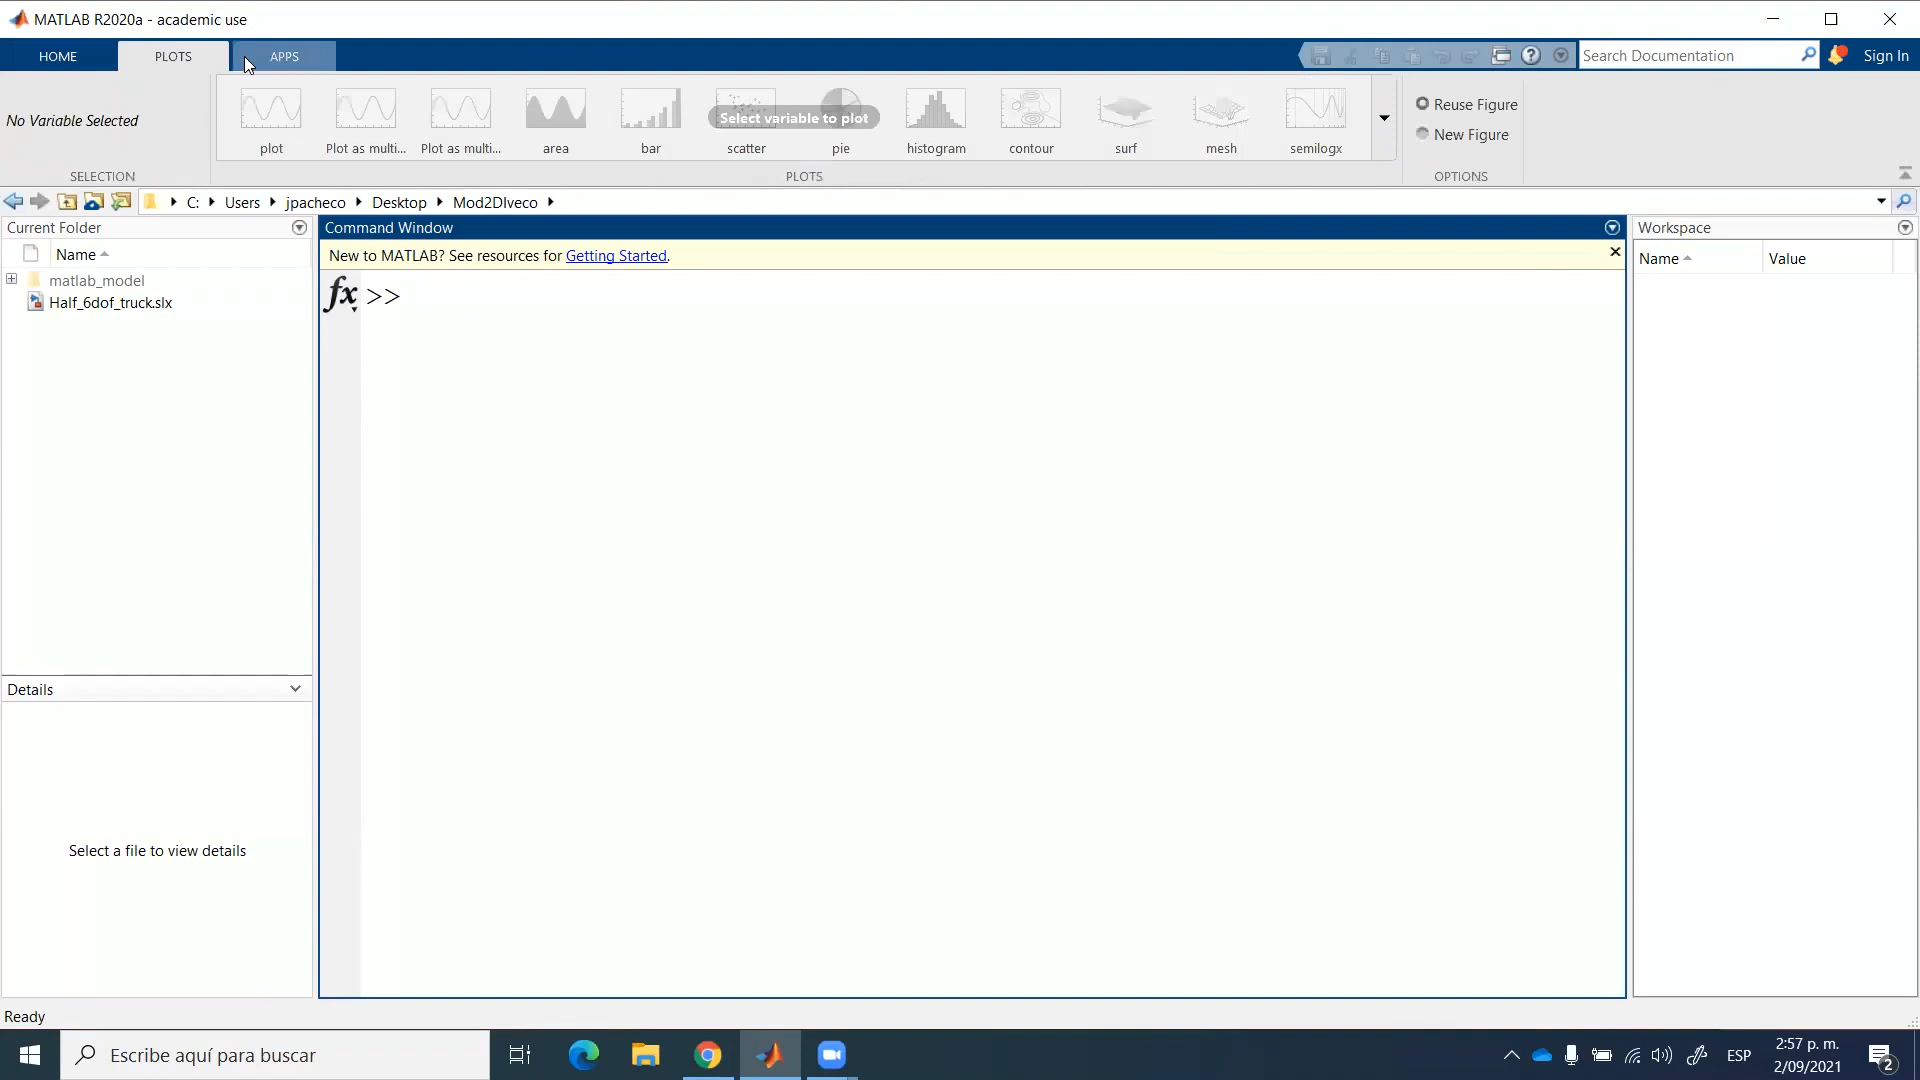 MATLAB R2020a - academic use
HOME PLOTS APPS
Search Documentation Sign In
No Variable Selected
Select variable to plot
Reuse Figure
New Figure
plot Plot as multi... Plot as multi... area bar scatter pie histogram contour surf mesh semilogx
SELECTION PLOTS OPTIONS
C: Users jpacheco Desktop Mod2DIveco
Current Folder
Name
matlab_model
Half_6dof_truck.slx
Details
Select a file to view details
Command Window
New to MATLAB? See resources for Getting Started.
fx >>
Workspace
Name Value
Ready
Escribe aquí para buscar
ESP
2:57 p. m.
2/09/2021
2